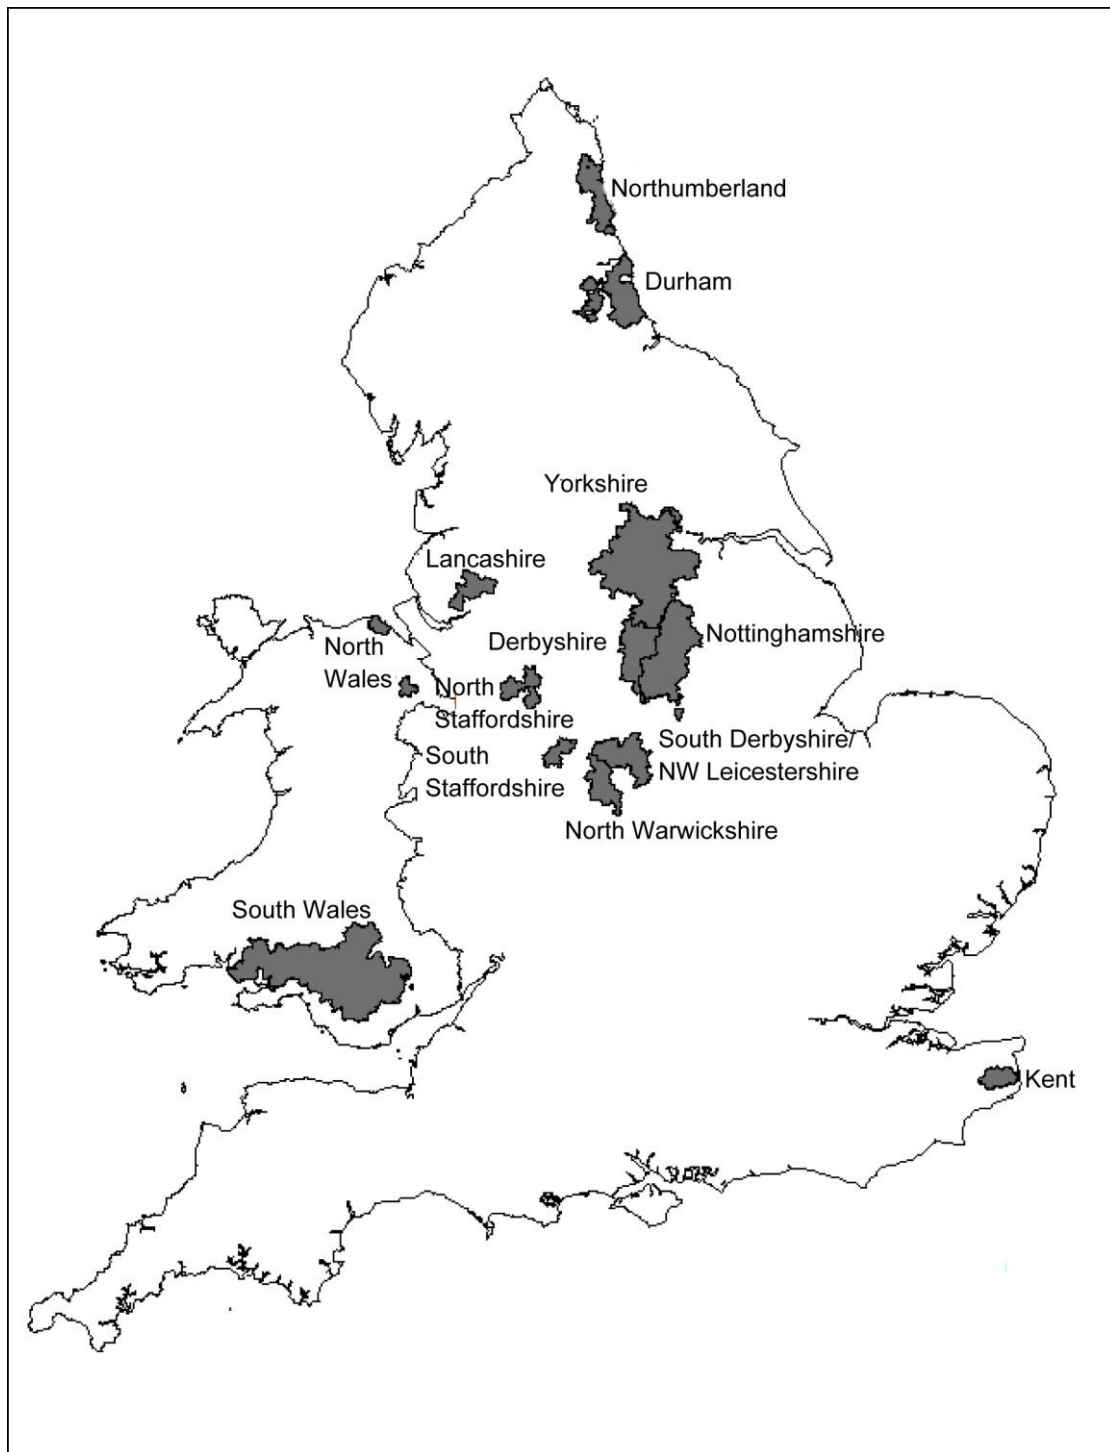 Northumberland
Durham
Yorkshire
Lancashire
Derbyshire
Nottinghamshire
North
Wales
North
Staffordshire
South
Staffordshire
South Derbyshire/
NW Leicestershire
North Warwickshire
South Wales
Kent